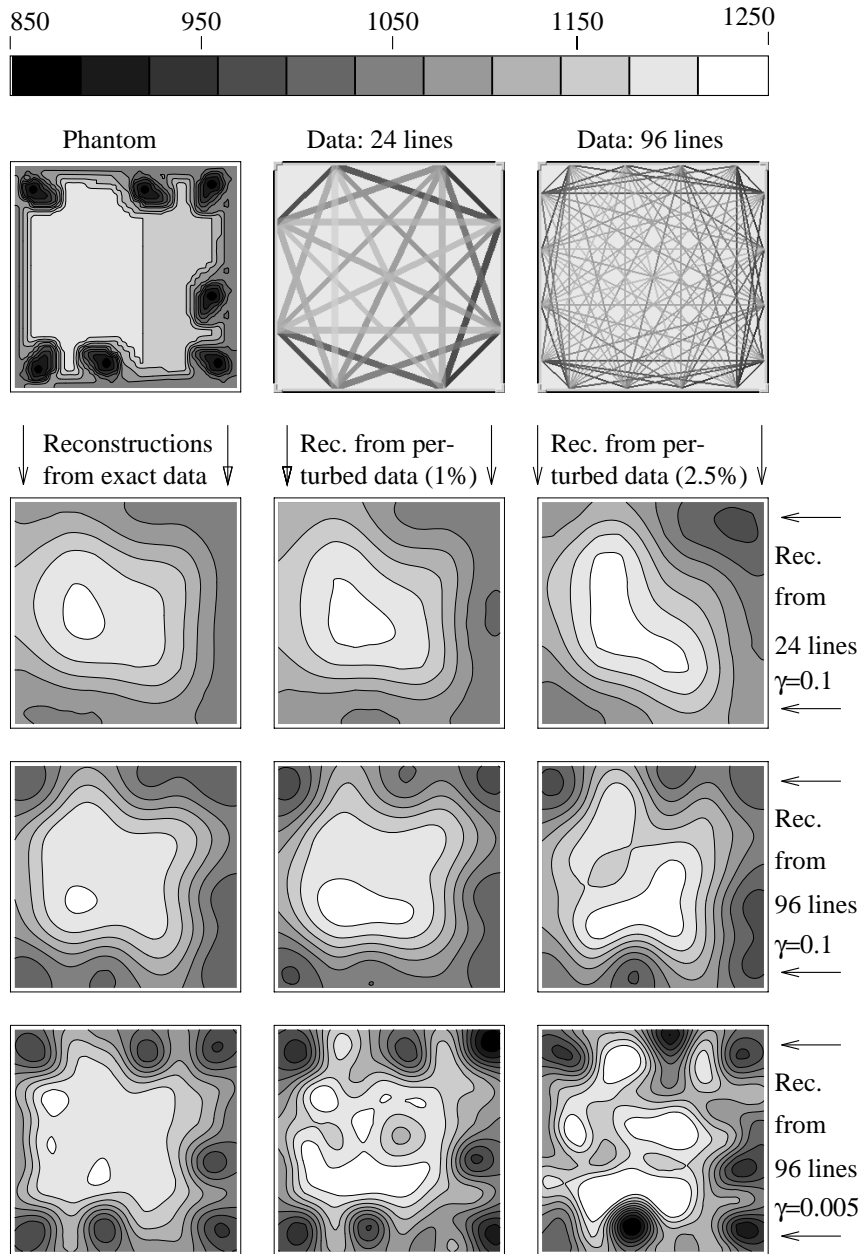 850 950 1050 1150 1250
Phantom
Data: 24 lines
Data: 96 lines
Reconstructions
from exact data
Rec. from per-
turbed data (1%)
Rec. from per-
turbed data (2.5%)
Rec.
from
24 lines
γ=0.1
Rec.
from
96 lines
γ=0.1
Rec.
from
96 lines
γ=0.005